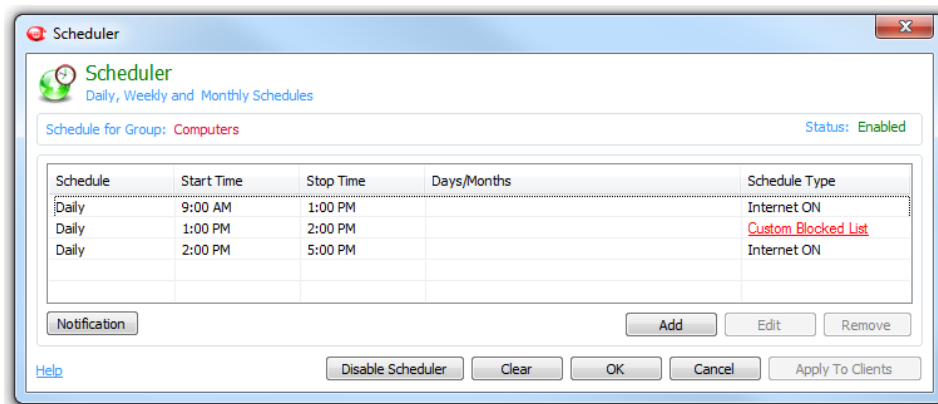 Scheduler
Scheduler
Daily, Weekly and Monthly Schedules
Schedule for Group: Computers Status: Enabled
Schedule Start Time Stop Time Days/Months Schedule Type
Daily 9:00 AM 1:00 PM Internet ON
Daily 1:00 PM 2:00 PM Custom Blocked List
Daily 2:00 PM 5:00 PM Internet ON
Notification Add Edit Remove
Help Disable Scheduler Clear OK Cancel Apply To Clients